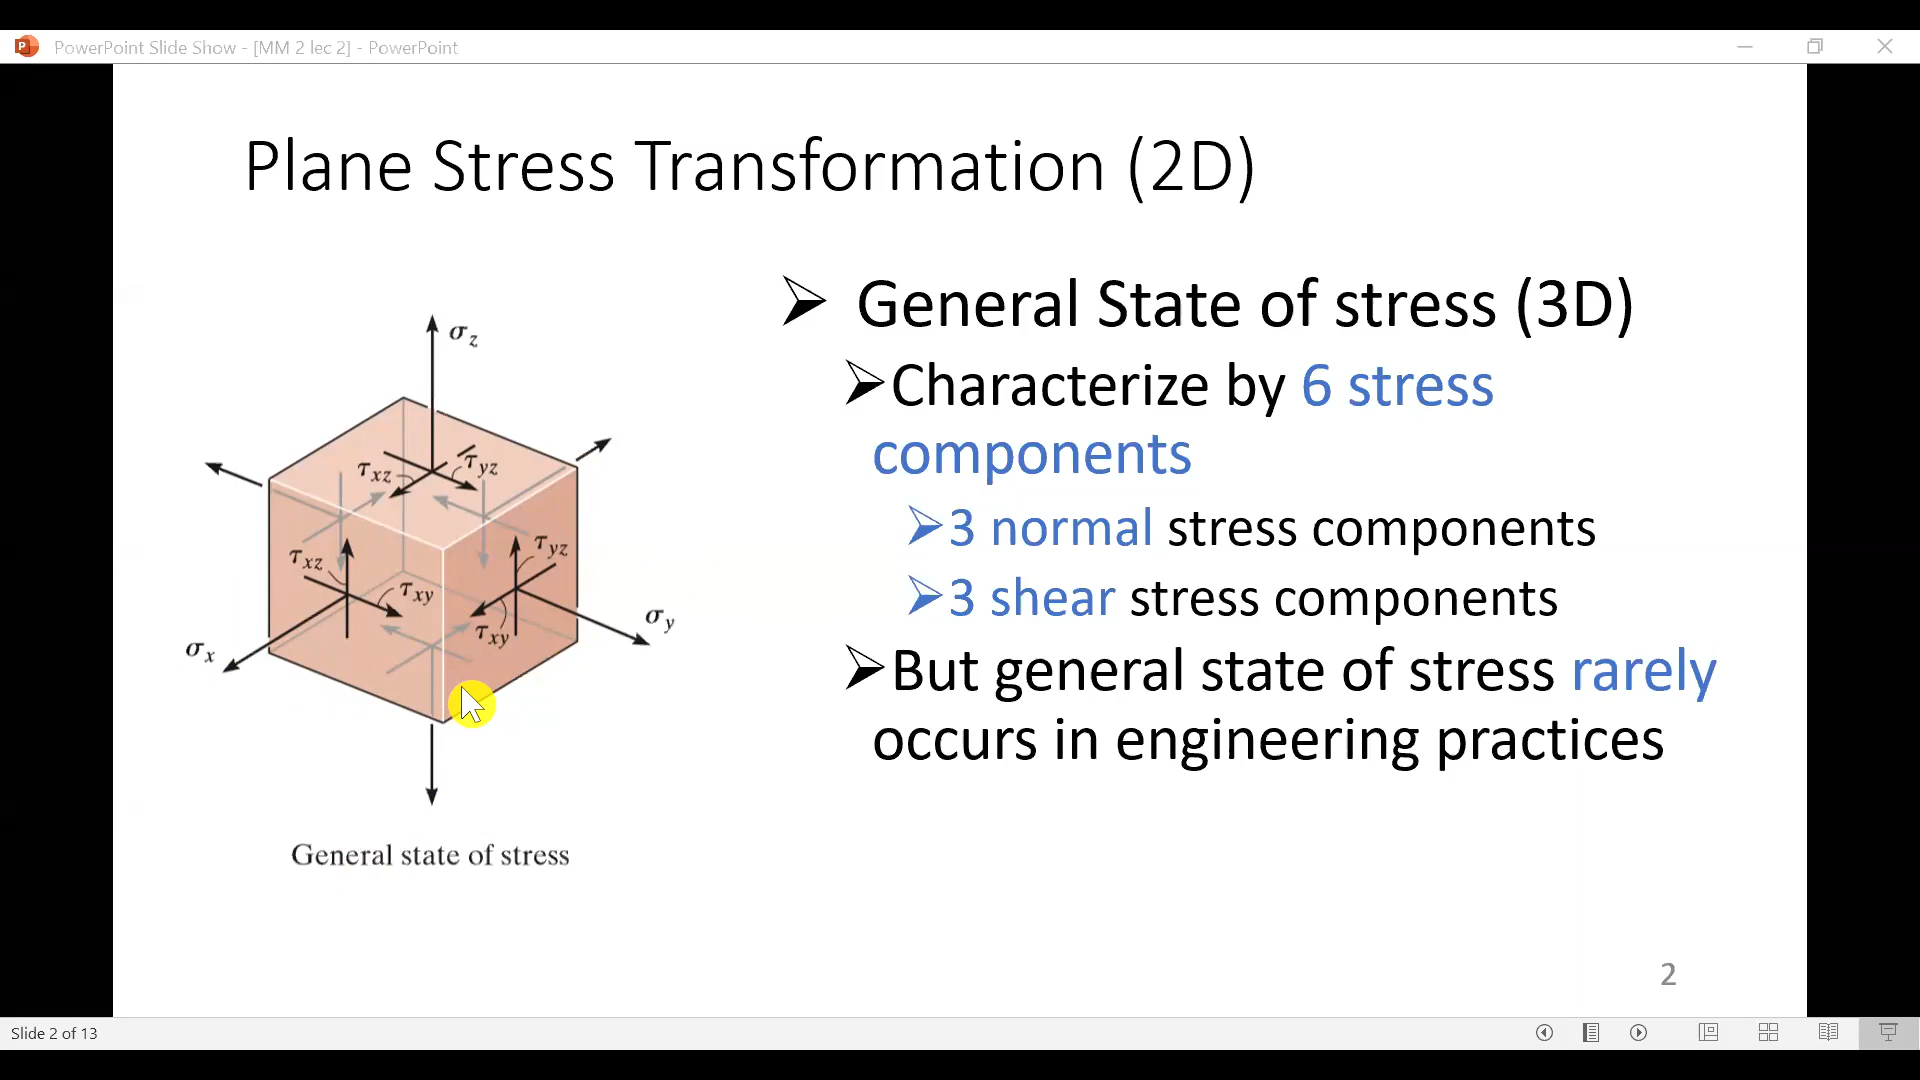 PowerPoint Slide Show - [MM 2 lec 2] - PowerPoint
Plane Stress Transformation (2D)
➢ General State of stress (3D)
➢Characterize by 6 stress
components
➢3 normal stress components
➢3 shear stress components
➢But general state of stress rarely
occurs in engineering practices
σz
τxz
τyz
τxz
τxy
τyz
τxy
σx
σy
General state of stress
2
Slide 2 of 13